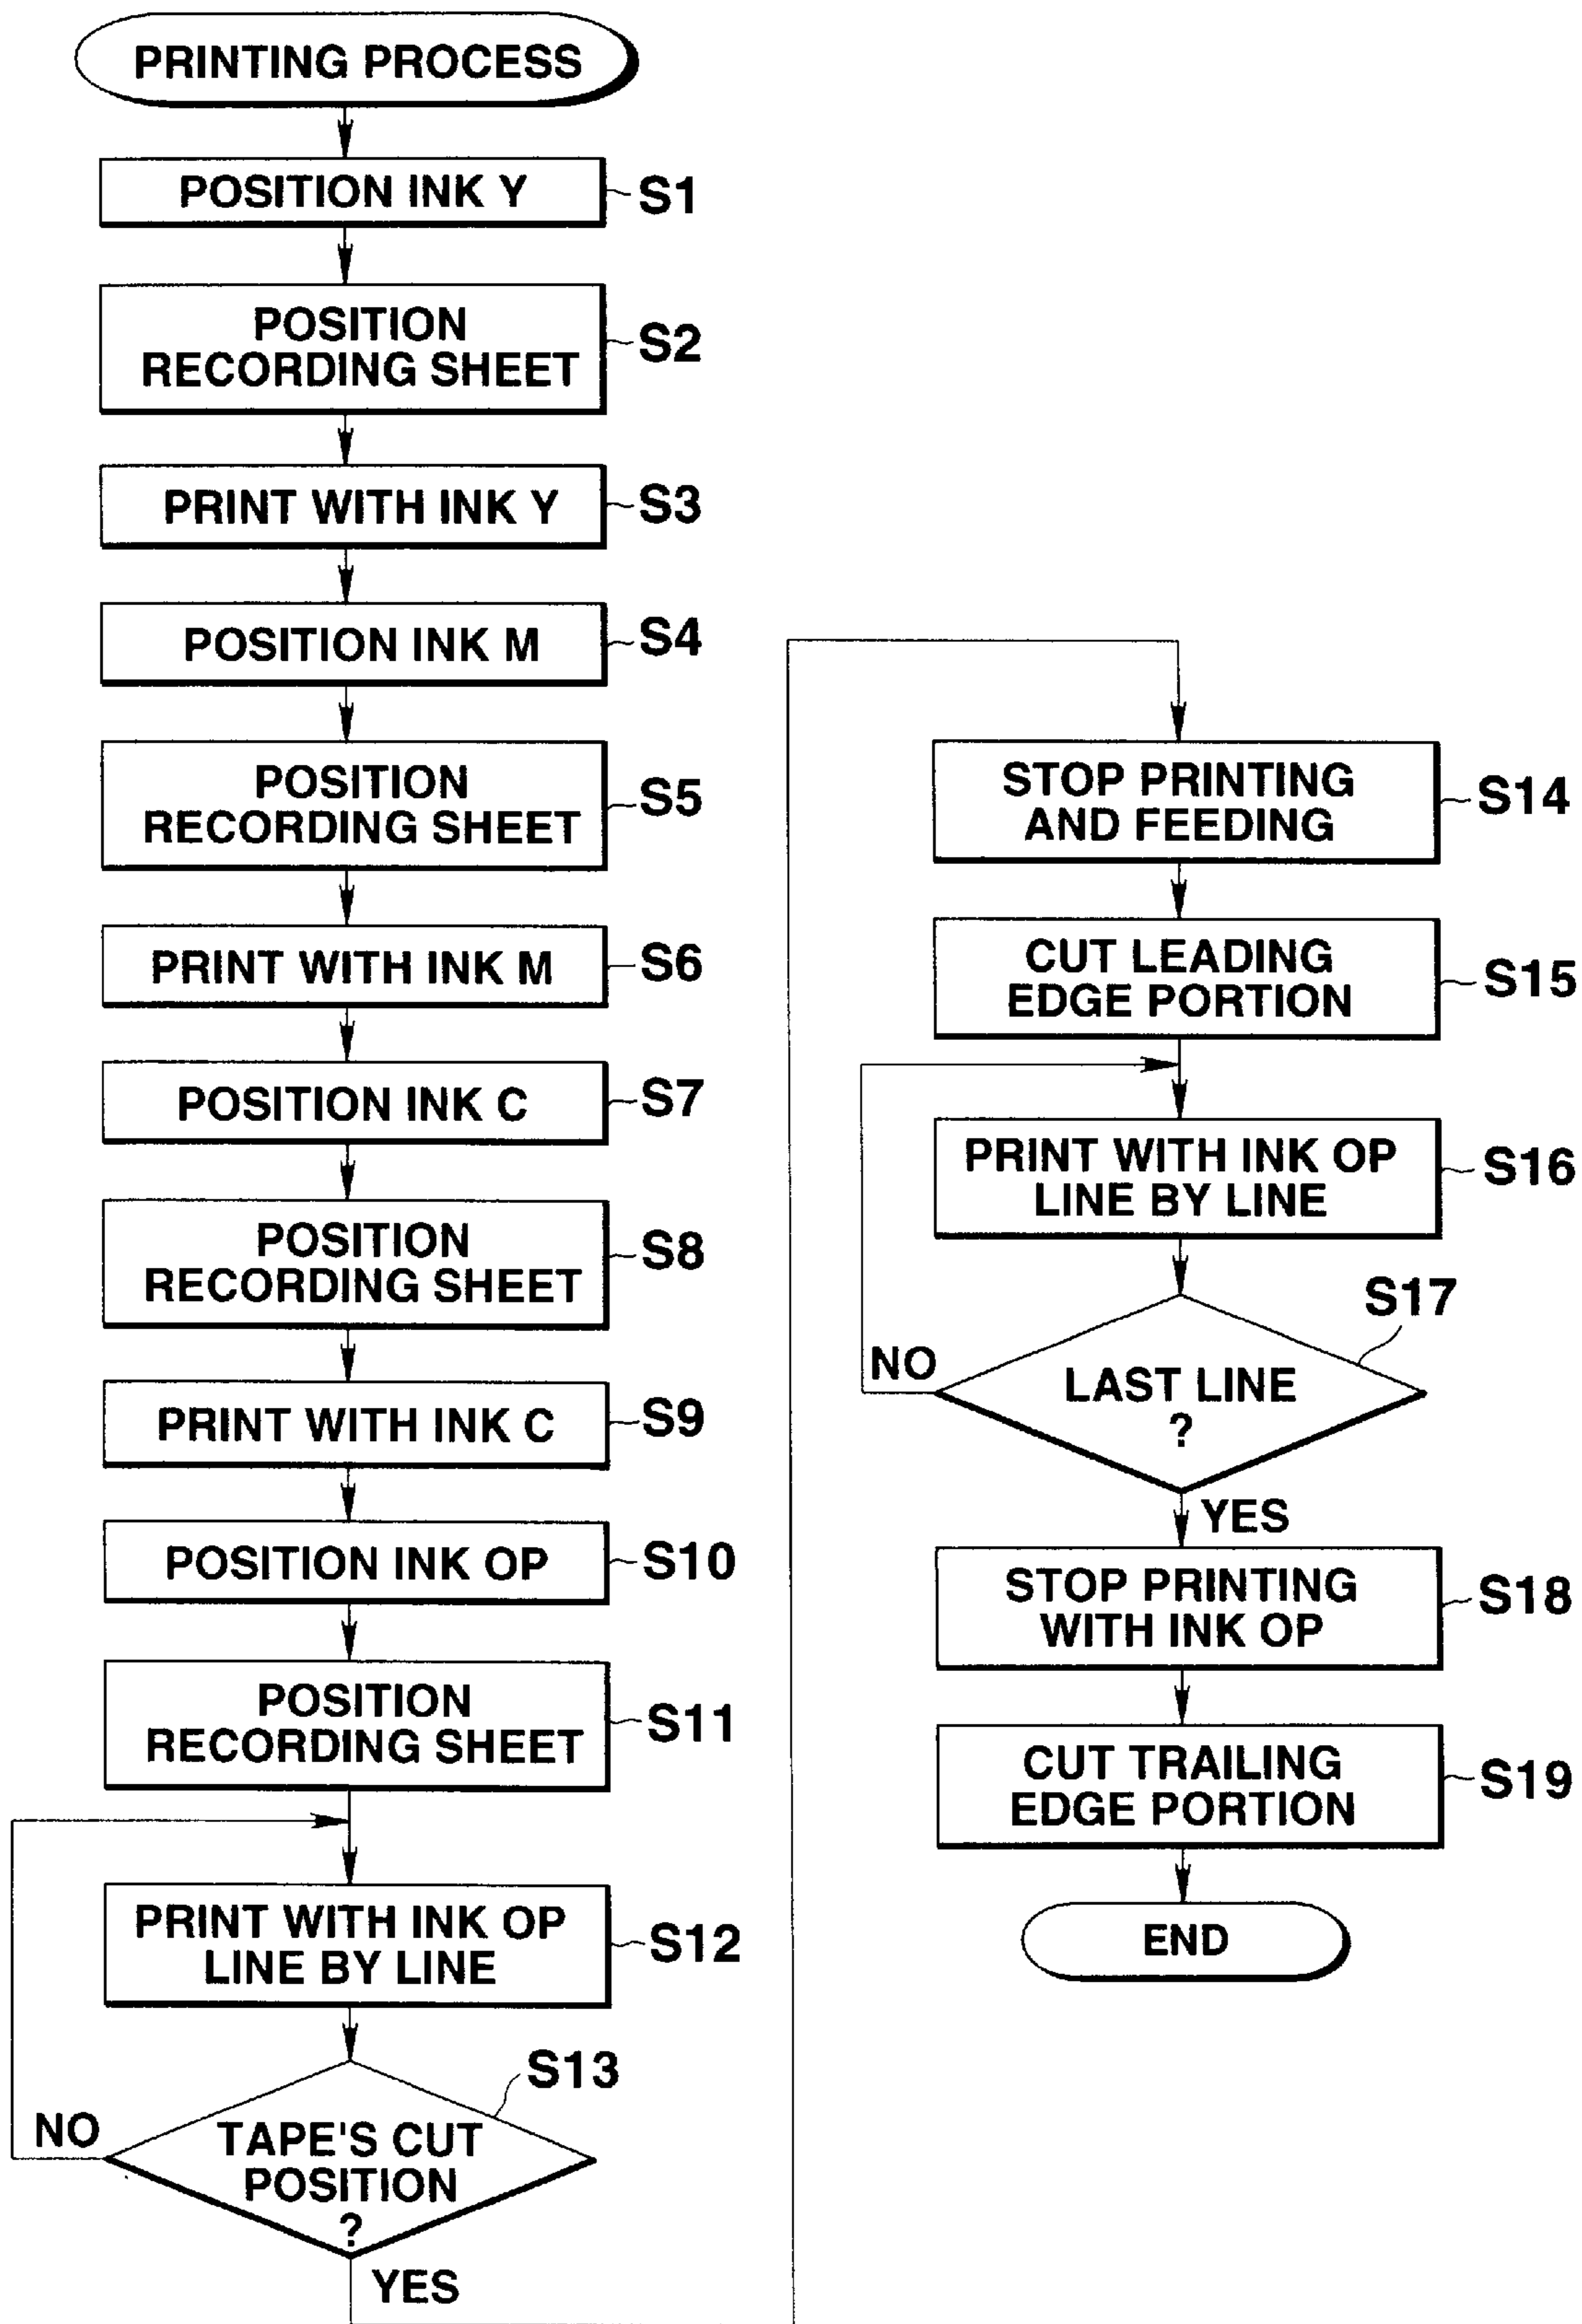 PRINTING PROCESS
POSITION INK Y
S1
POSITION
RECORDING SHEET
S2
PRINT WITH INK Y
S3
POSITION INK M
S4
POSITION
RECORDING SHEET
S5
PRINT WITH INK M
S6
POSITION INK C
S7
POSITION
RECORDING SHEET
S8
PRINT WITH INK C
S9
POSITION INK OP
S10
POSITION
RECORDING SHEET
S11
PRINT WITH INK OP
LINE BY LINE
S12
S13
NO
TAPE'S CUT
POSITION
?
YES
STOP PRINTING
AND FEEDING
S14
CUT LEADING
EDGE PORTION
S15
PRINT WITH INK OP
LINE BY LINE
S16
S17
NO
LAST LINE
?
YES
STOP PRINTING
WITH INK OP
S18
CUT TRAILING
EDGE PORTION
S19
END